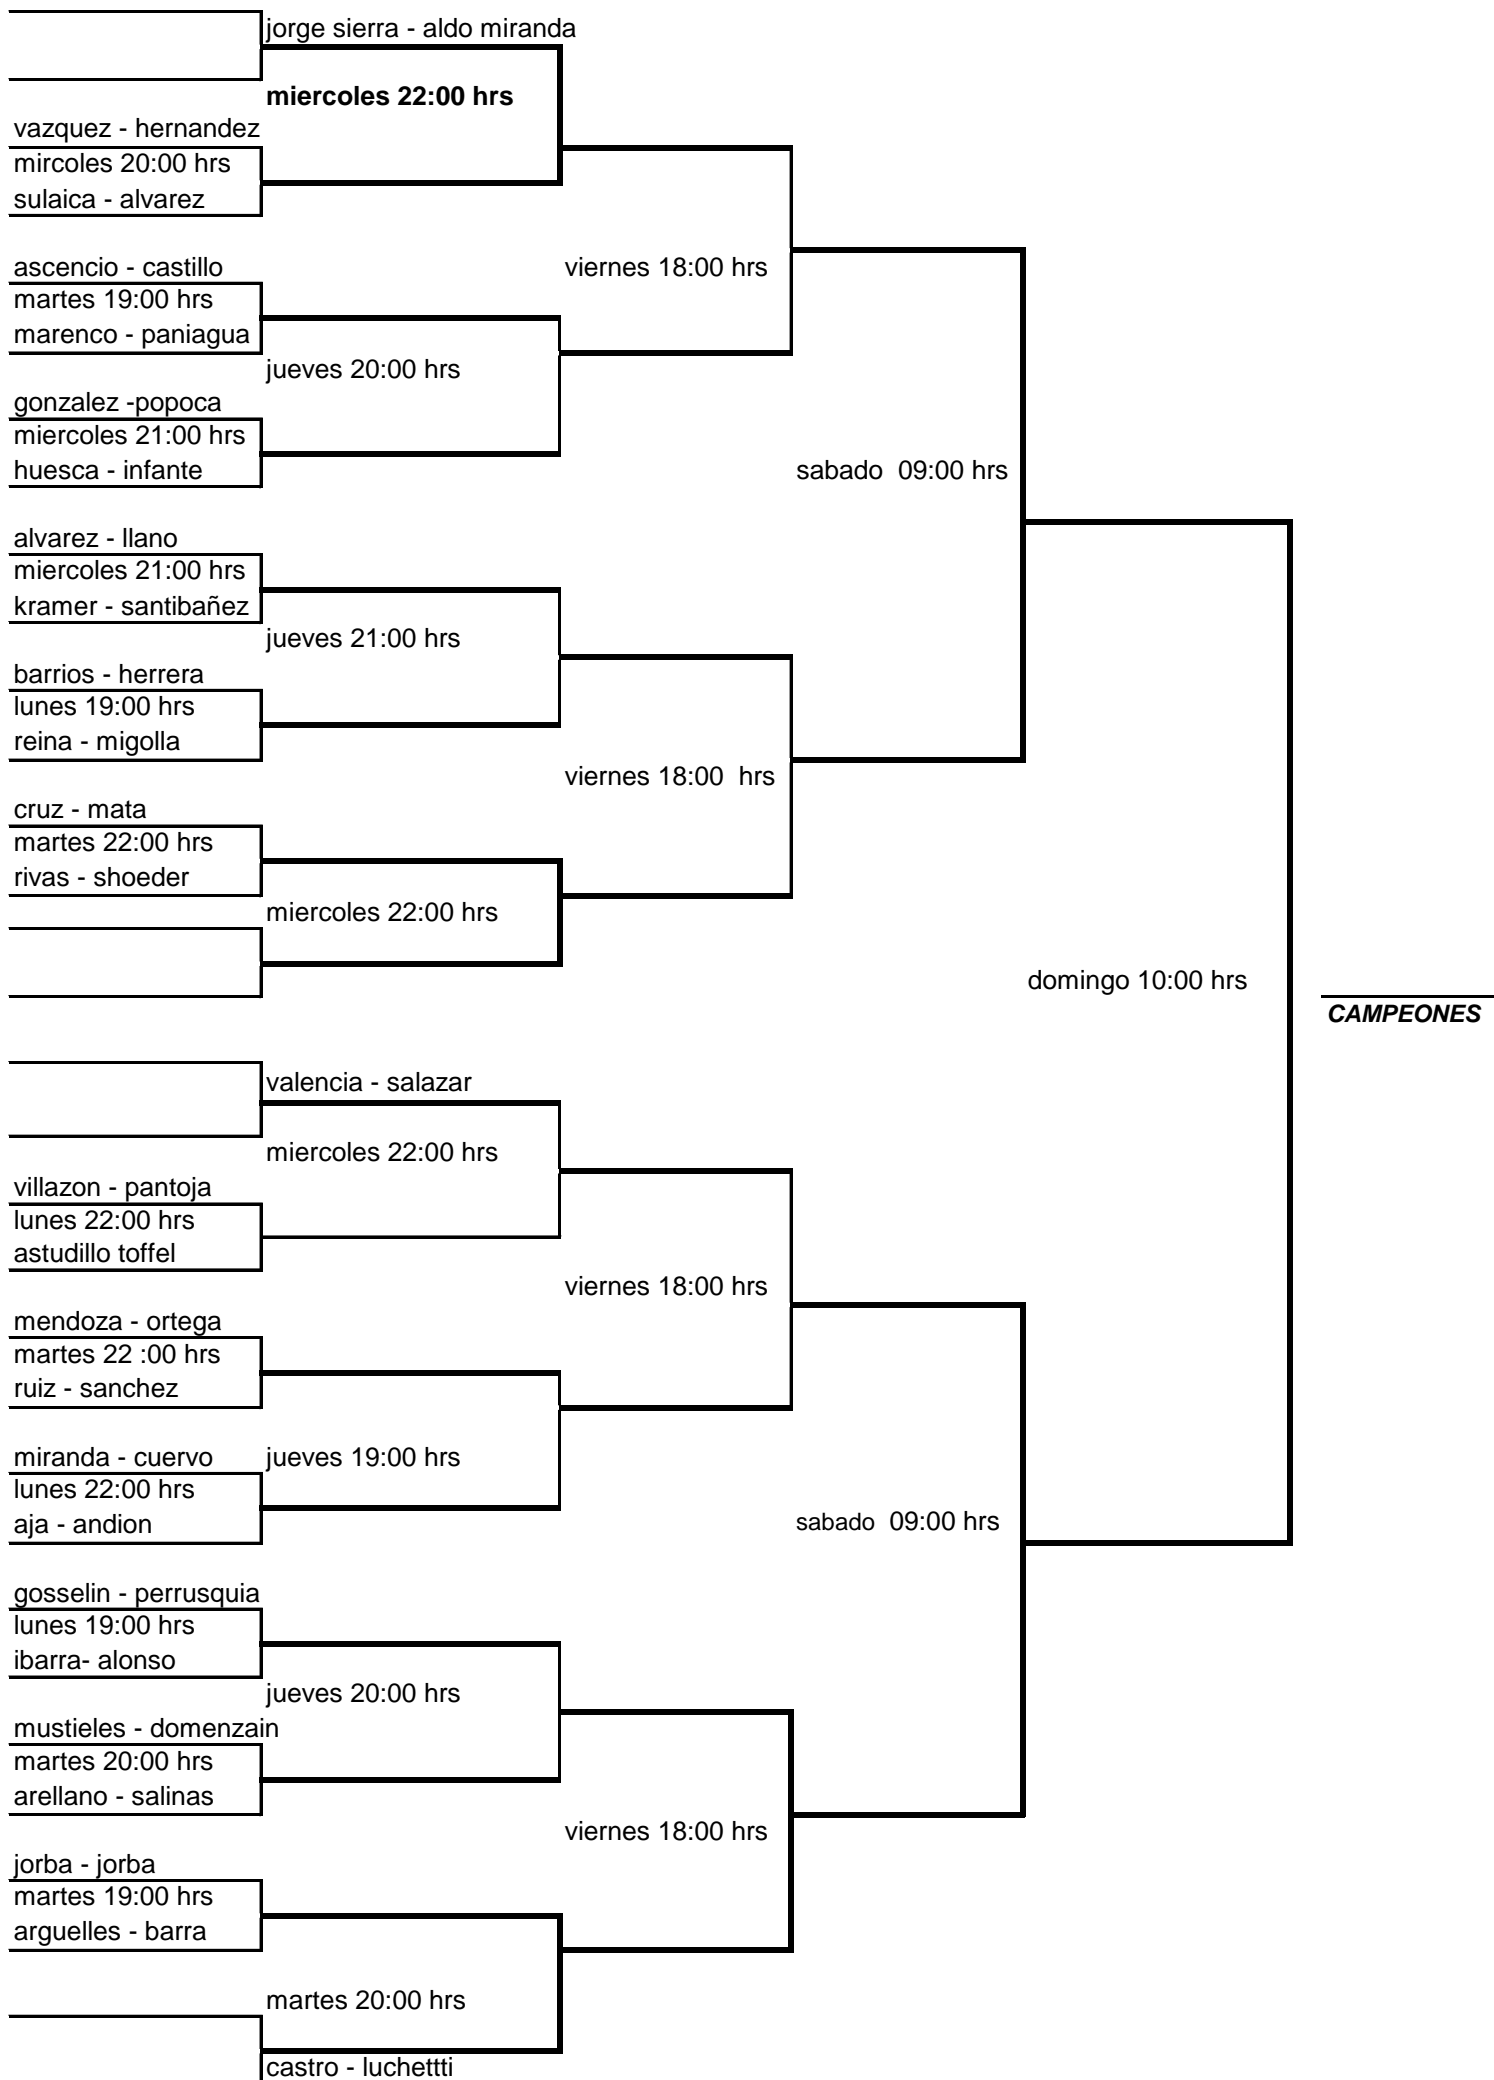 jorge sierra - aldo miranda
miercoles 22:00 hrs
vazquez - hernandez
mircoles 20:00 hrs
sulaica - alvarez
ascencio - castillo
viernes 18:00 hrs
martes 19:00 hrs
marenco - paniagua
jueves 20:00 hrs
gonzalez -popoca
miercoles 21:00 hrs
huesca - infante
sabado  09:00 hrs
alvarez - llano
miercoles 21:00 hrs
kramer - santibañez
jueves 21:00 hrs
barrios - herrera
lunes 19:00 hrs
reina - migolla
viernes 18:00  hrs
cruz - mata
martes 22:00 hrs
rivas - shoeder
miercoles 22:00 hrs
domingo 10:00 hrs
CAMPEONES
valencia - salazar
miercoles 22:00 hrs
villazon - pantoja
lunes 22:00 hrs
astudillo toffel
viernes 18:00 hrs
mendoza - ortega
martes 22 :00 hrs
ruiz - sanchez
miranda - cuervo
jueves 19:00 hrs
lunes 22:00 hrs
aja - andion
sabado  09:00 hrs
gosselin - perrusquia
lunes 19:00 hrs
ibarra- alonso
jueves 20:00 hrs
mustieles - domenzain
martes 20:00 hrs
arellano - salinas
viernes 18:00 hrs
jorba - jorba
martes 19:00 hrs
arguelles - barra
martes 20:00 hrs
castro - luchettti